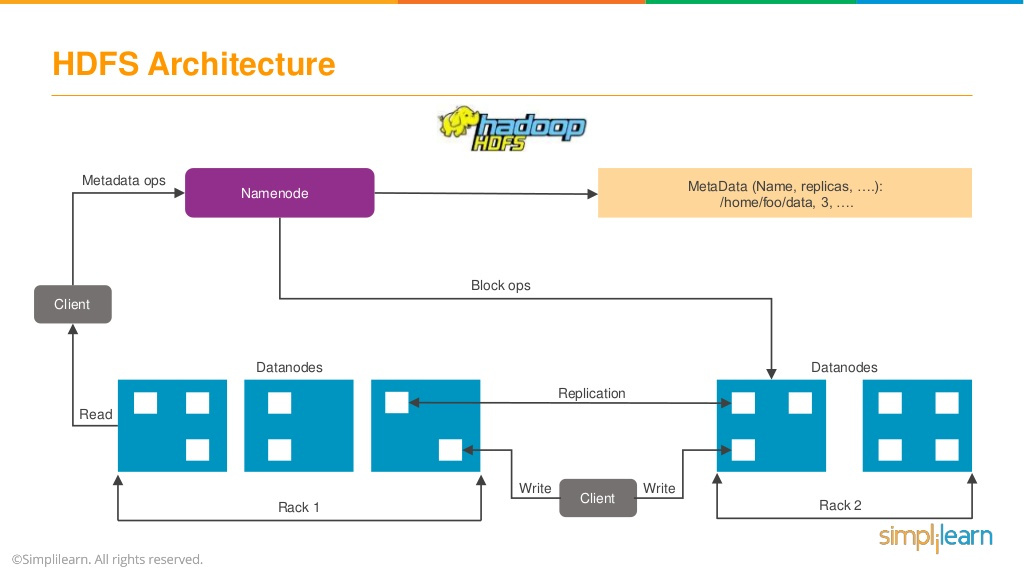 HDFS Architecture
hadoop
HDFS
Metadata ops
Namenode
MetaData (Name, replicas, ….):
/home/foo/data, 3, ….
Client
Block ops
Datanodes
Datanodes
Read
Replication
Write
Client
Write
Rack 1
Rack 2
simplilearn
©Simplilearn. All rights reserved.